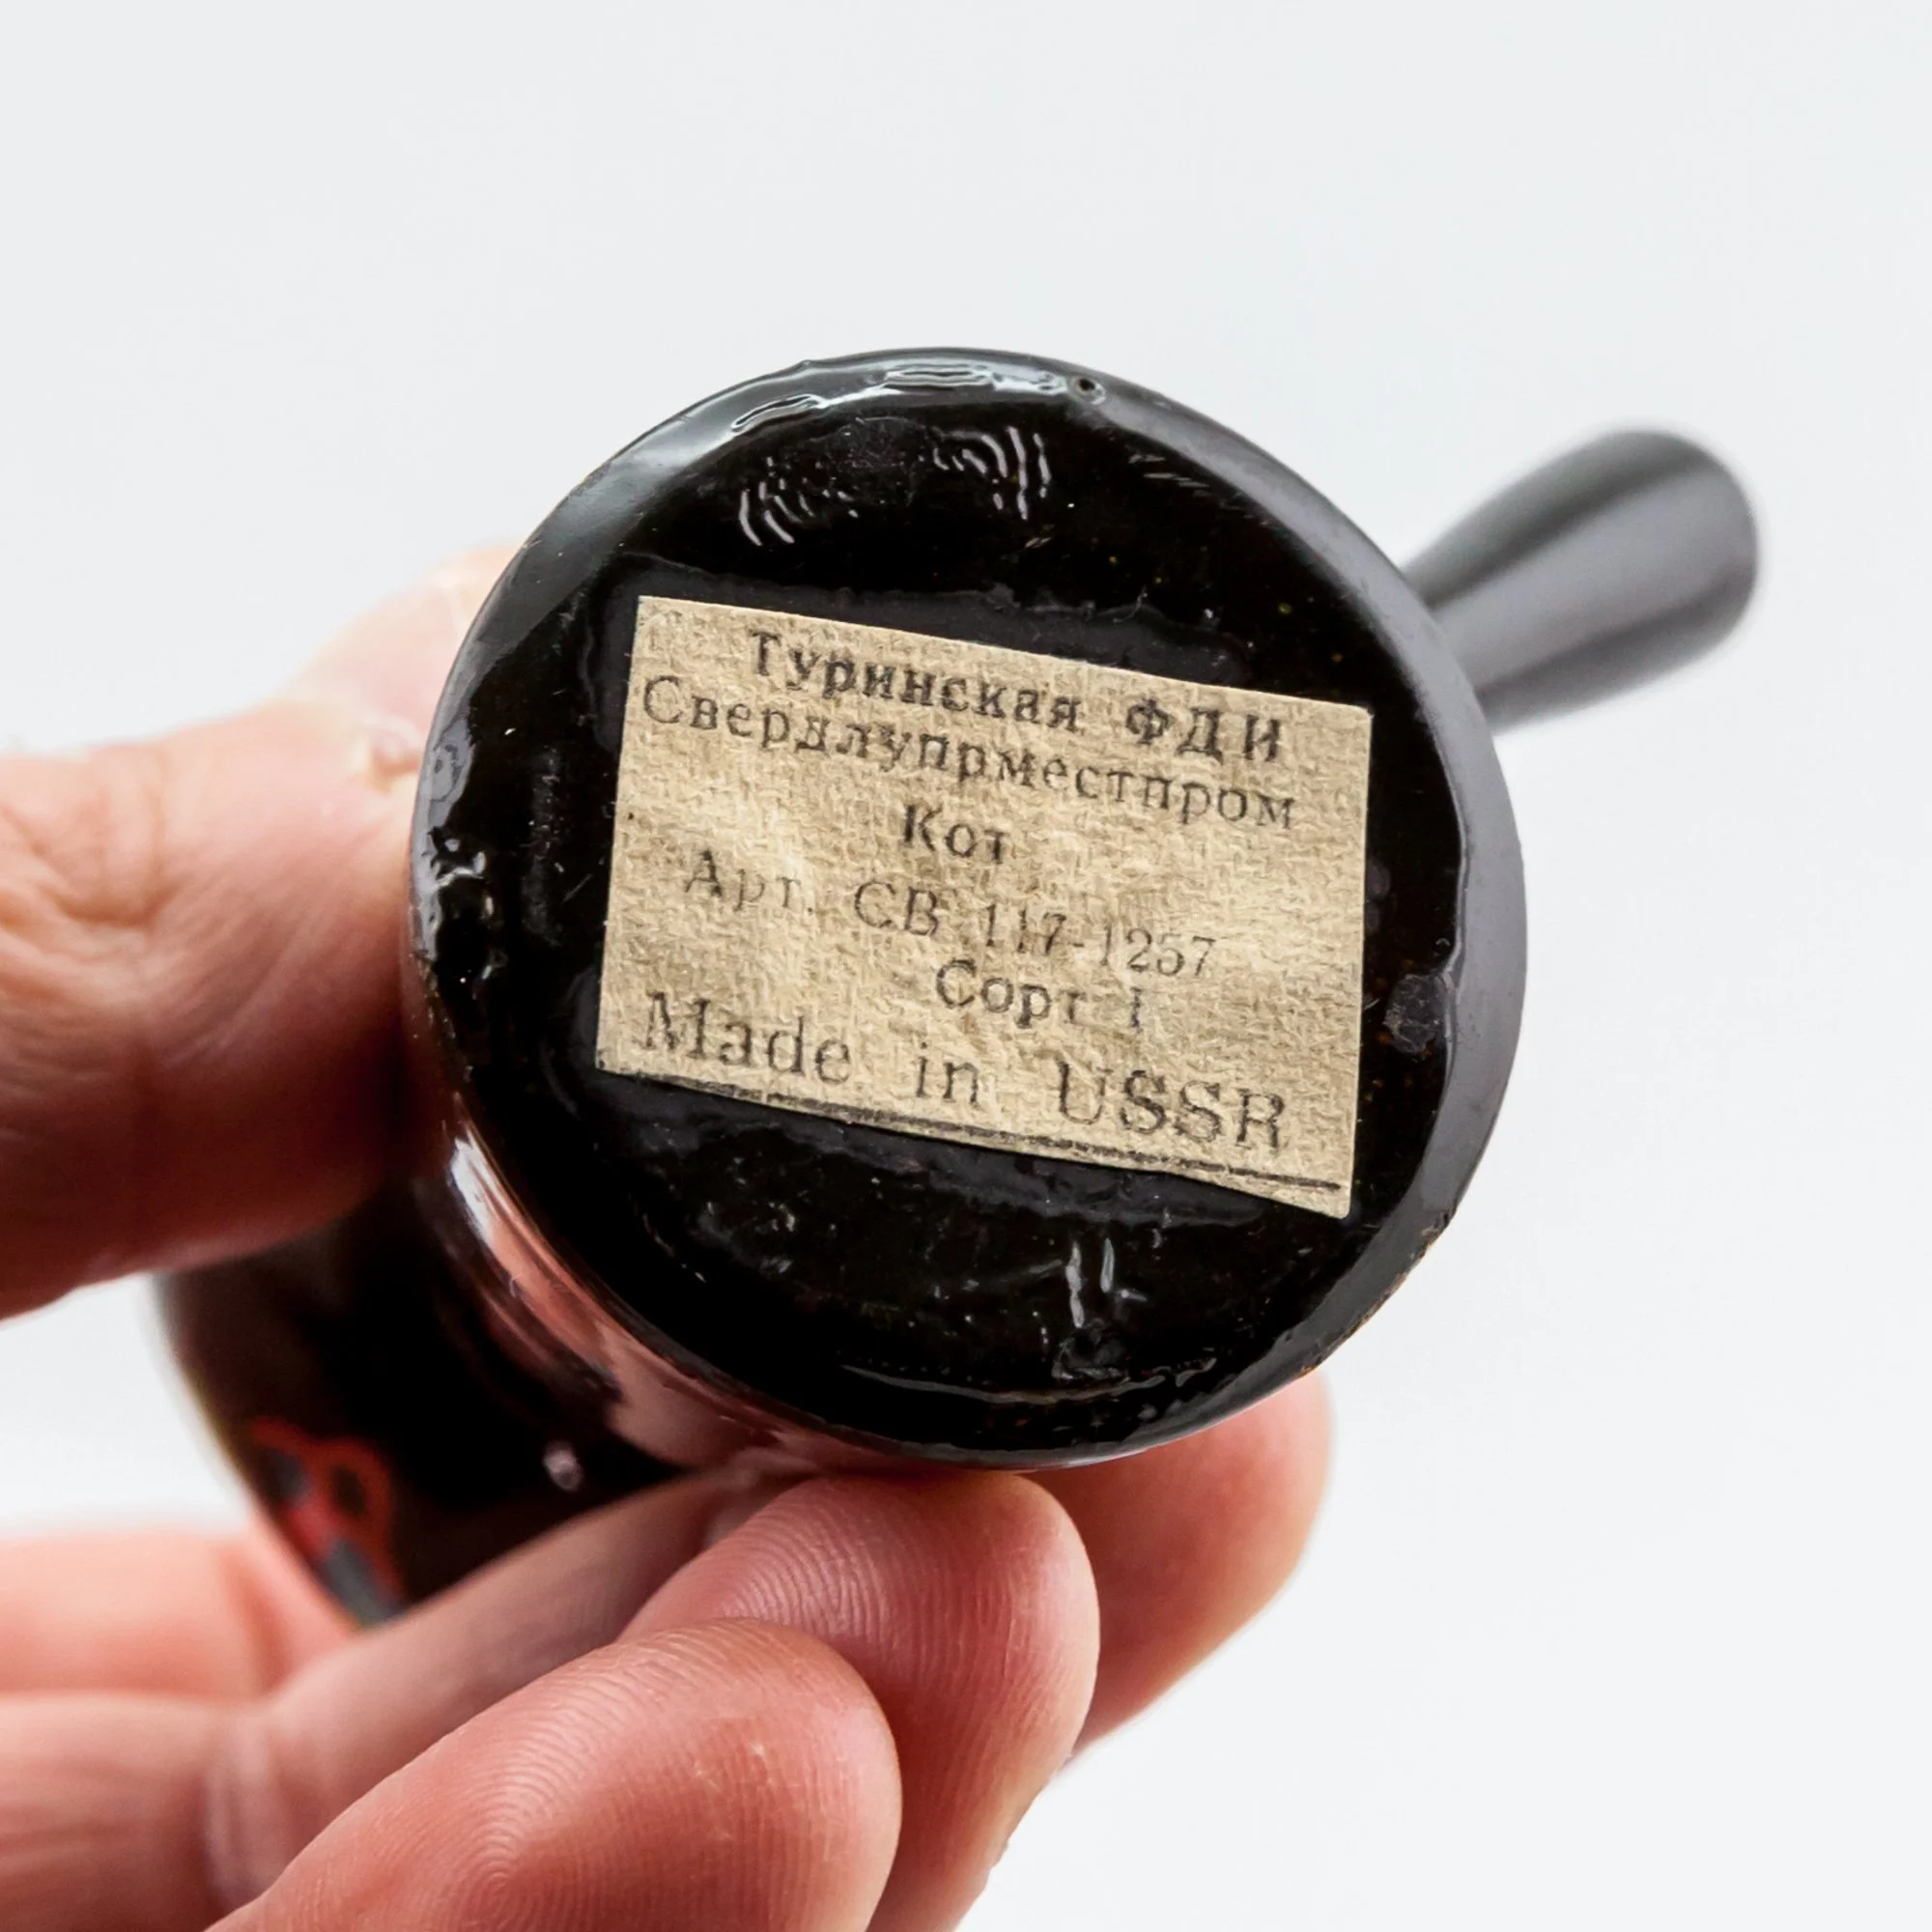 Туринская ФДИ
Свердлупрместпром
Кот
Арт. СВ 117-1257
Сорт I
Made in USSR